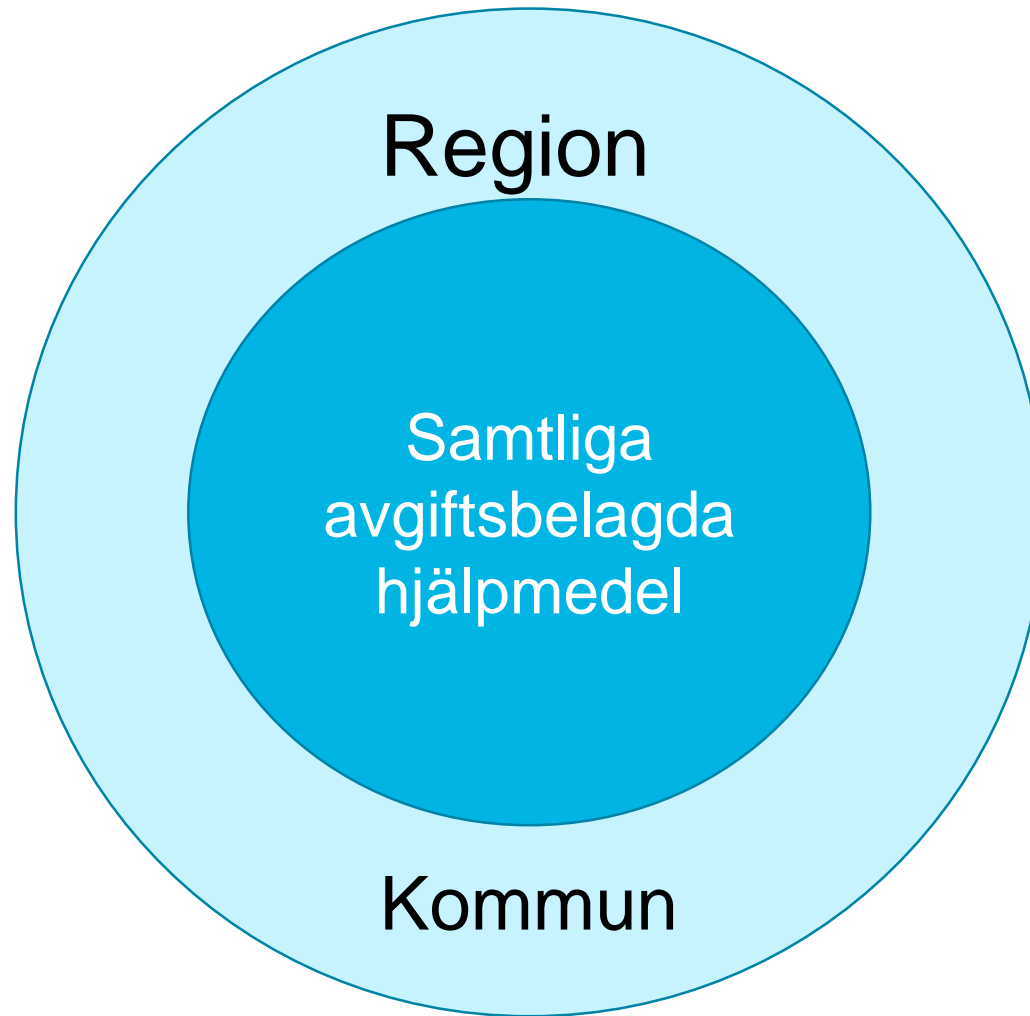 Region
Samtliga
avgiftsbelagda
hjälpmedel
Kommun